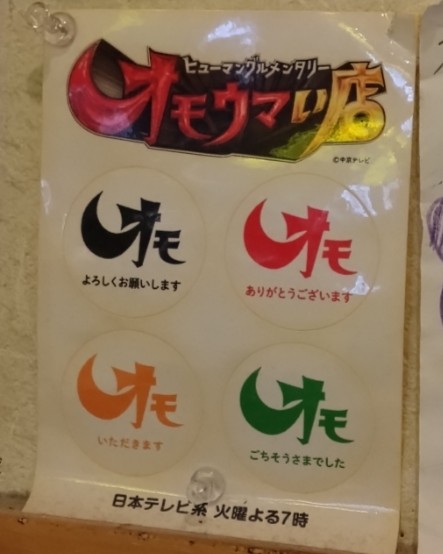 ヒューマングルメンタリー
オモウマい店
©中京テレビ
オモ
よろしくお願いします
オモ
ありがとうございます
オモ
いただきます
オモ
ごちそうさまでした
日本テレビ系 火曜よる7時